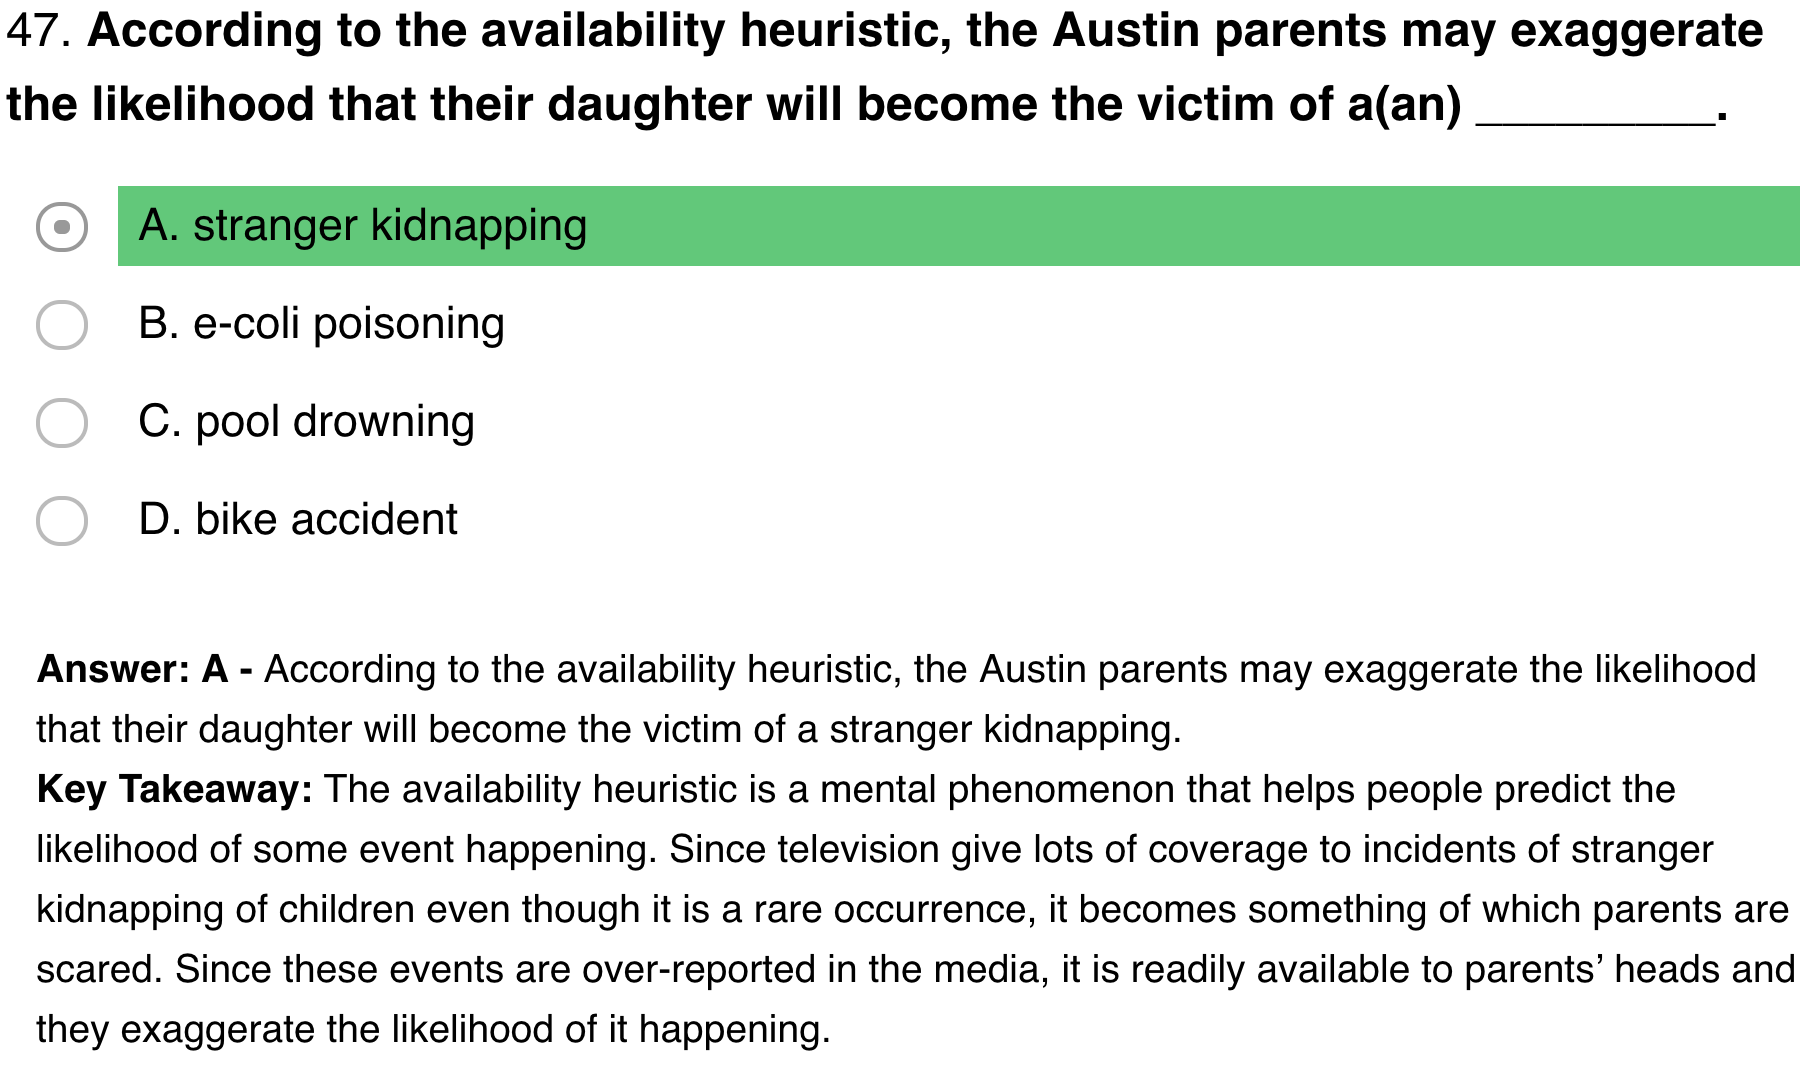 47. According to the availability heuristic, the Austin parents may exaggerate
the likelihood that their daughter will become the victim of a(an) _________.
A. stranger kidnapping
B. e-coli poisoning
C. pool drowning
D. bike accident
Answer: A - According to the availability heuristic, the Austin parents may exaggerate the likelihood
that their daughter will become the victim of a stranger kidnapping.
Key Takeaway: The availability heuristic is a mental phenomenon that helps people predict the
likelihood of some event happening. Since television give lots of coverage to incidents of stranger
kidnapping of children even though it is a rare occurrence, it becomes something of which parents are
scared. Since these events are over-reported in the media, it is readily available to parents’ heads and
they exaggerate the likelihood of it happening.